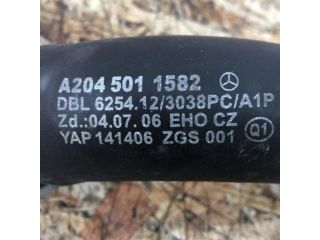 A204 501 1582
DBL 6254.12/3038PC/A1P
Zd.:04.07.06 EHO CZ
YAP 141406 ZGS 001 Q1